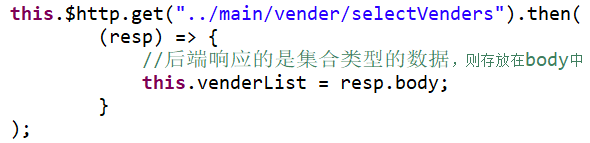 this.$http.get("../main/vender/selectVenders").then(
(resp) => {
//后端响应的是集合类型的数据，则存放在body中
this.venderList = resp.body;
}
);